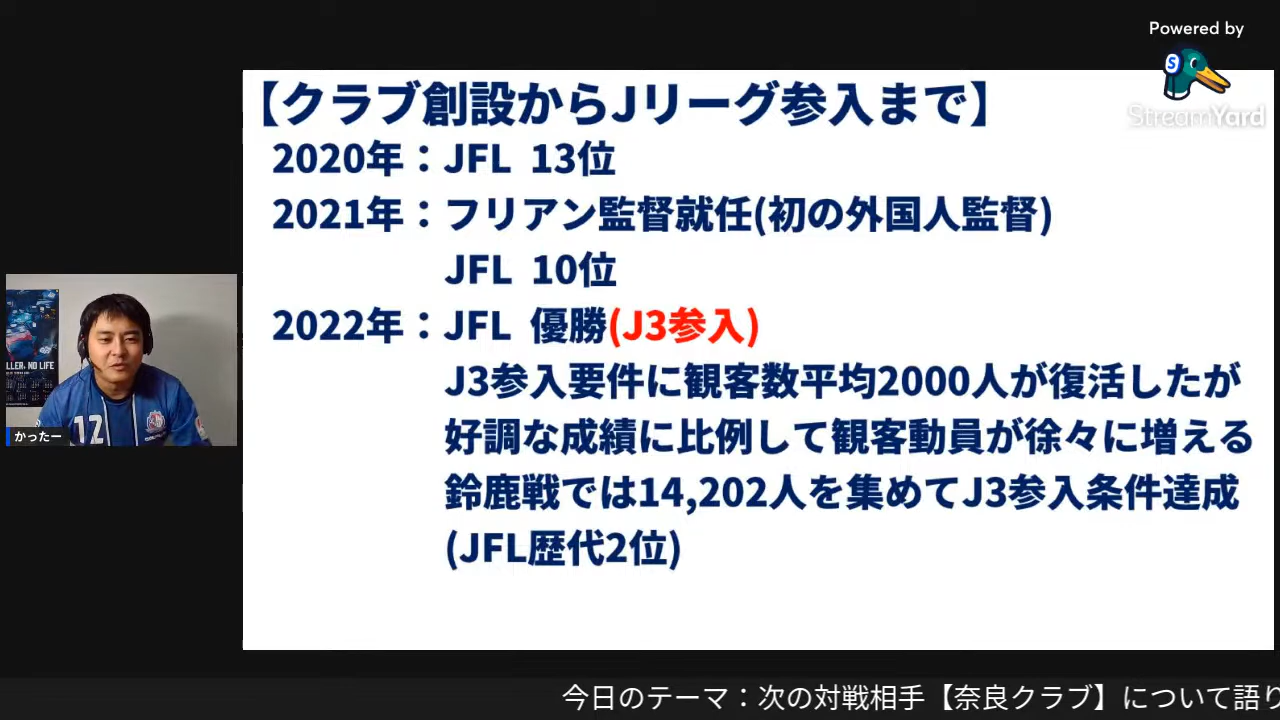 Powered by
S
StreamYard
【クラブ創設からJリーグ参入まで】
2020年：JFL 13位
2021年：フリアン監督就任(初の外国人監督)
JFL 10位
2022年：JFL 優勝(J3参入)
J3参入要件に観客数平均2000人が復活したが
好調な成績に比例して観客動員が徐々に増える
鈴鹿戦では14,202人を集めてJ3参入条件達成
(JFL歴代2位)
NO LIFE
12
かったー
今日のテーマ：次の対戦相手【奈良クラブ】について語り